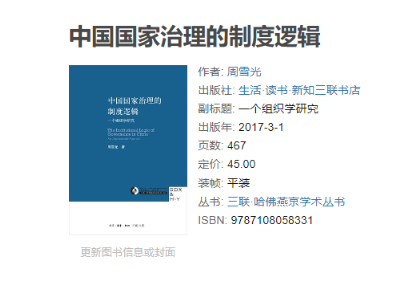 中国国家治理的制度逻辑
中国国家治理的
制度逻辑
一个组织学研究
周雪光 著
作者: 周雪光
出版社: 生活·读书·新知三联书店
副标题: 一个组织学研究
出版年: 2017-3-1
页数: 467
定价: 45.00
装帧: 平装
丛书: 三联·哈佛燕京学术丛书
ISBN: 9787108058331
更新图书信息或封面